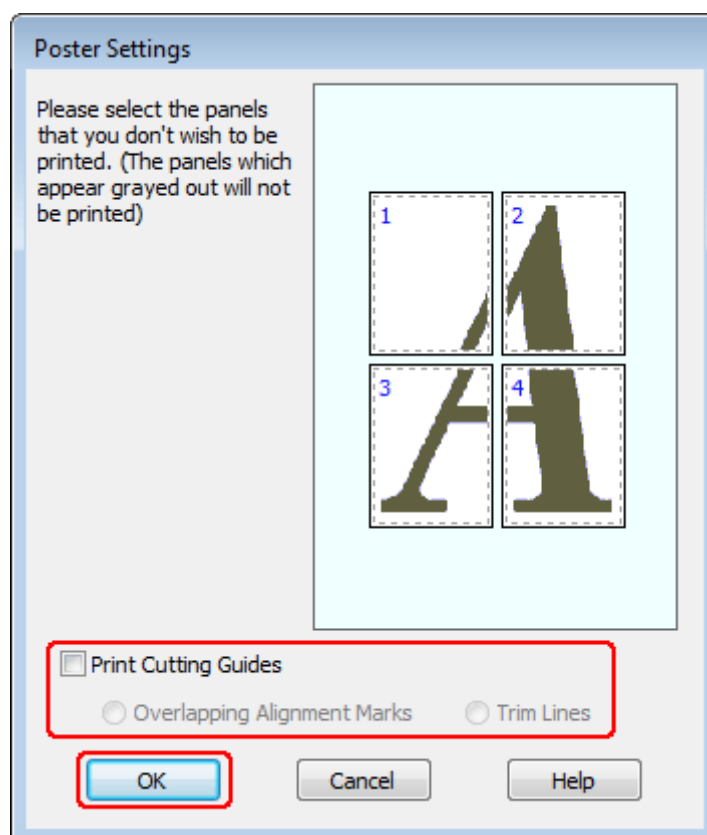 Poster Settings
Please select the panels
that you don't wish to be
printed. (The panels which
appear grayed out will not
be printed)
1
2
3
4
Print Cutting Guides
Overlapping Alignment Marks
Trim Lines
OK
Cancel
Help